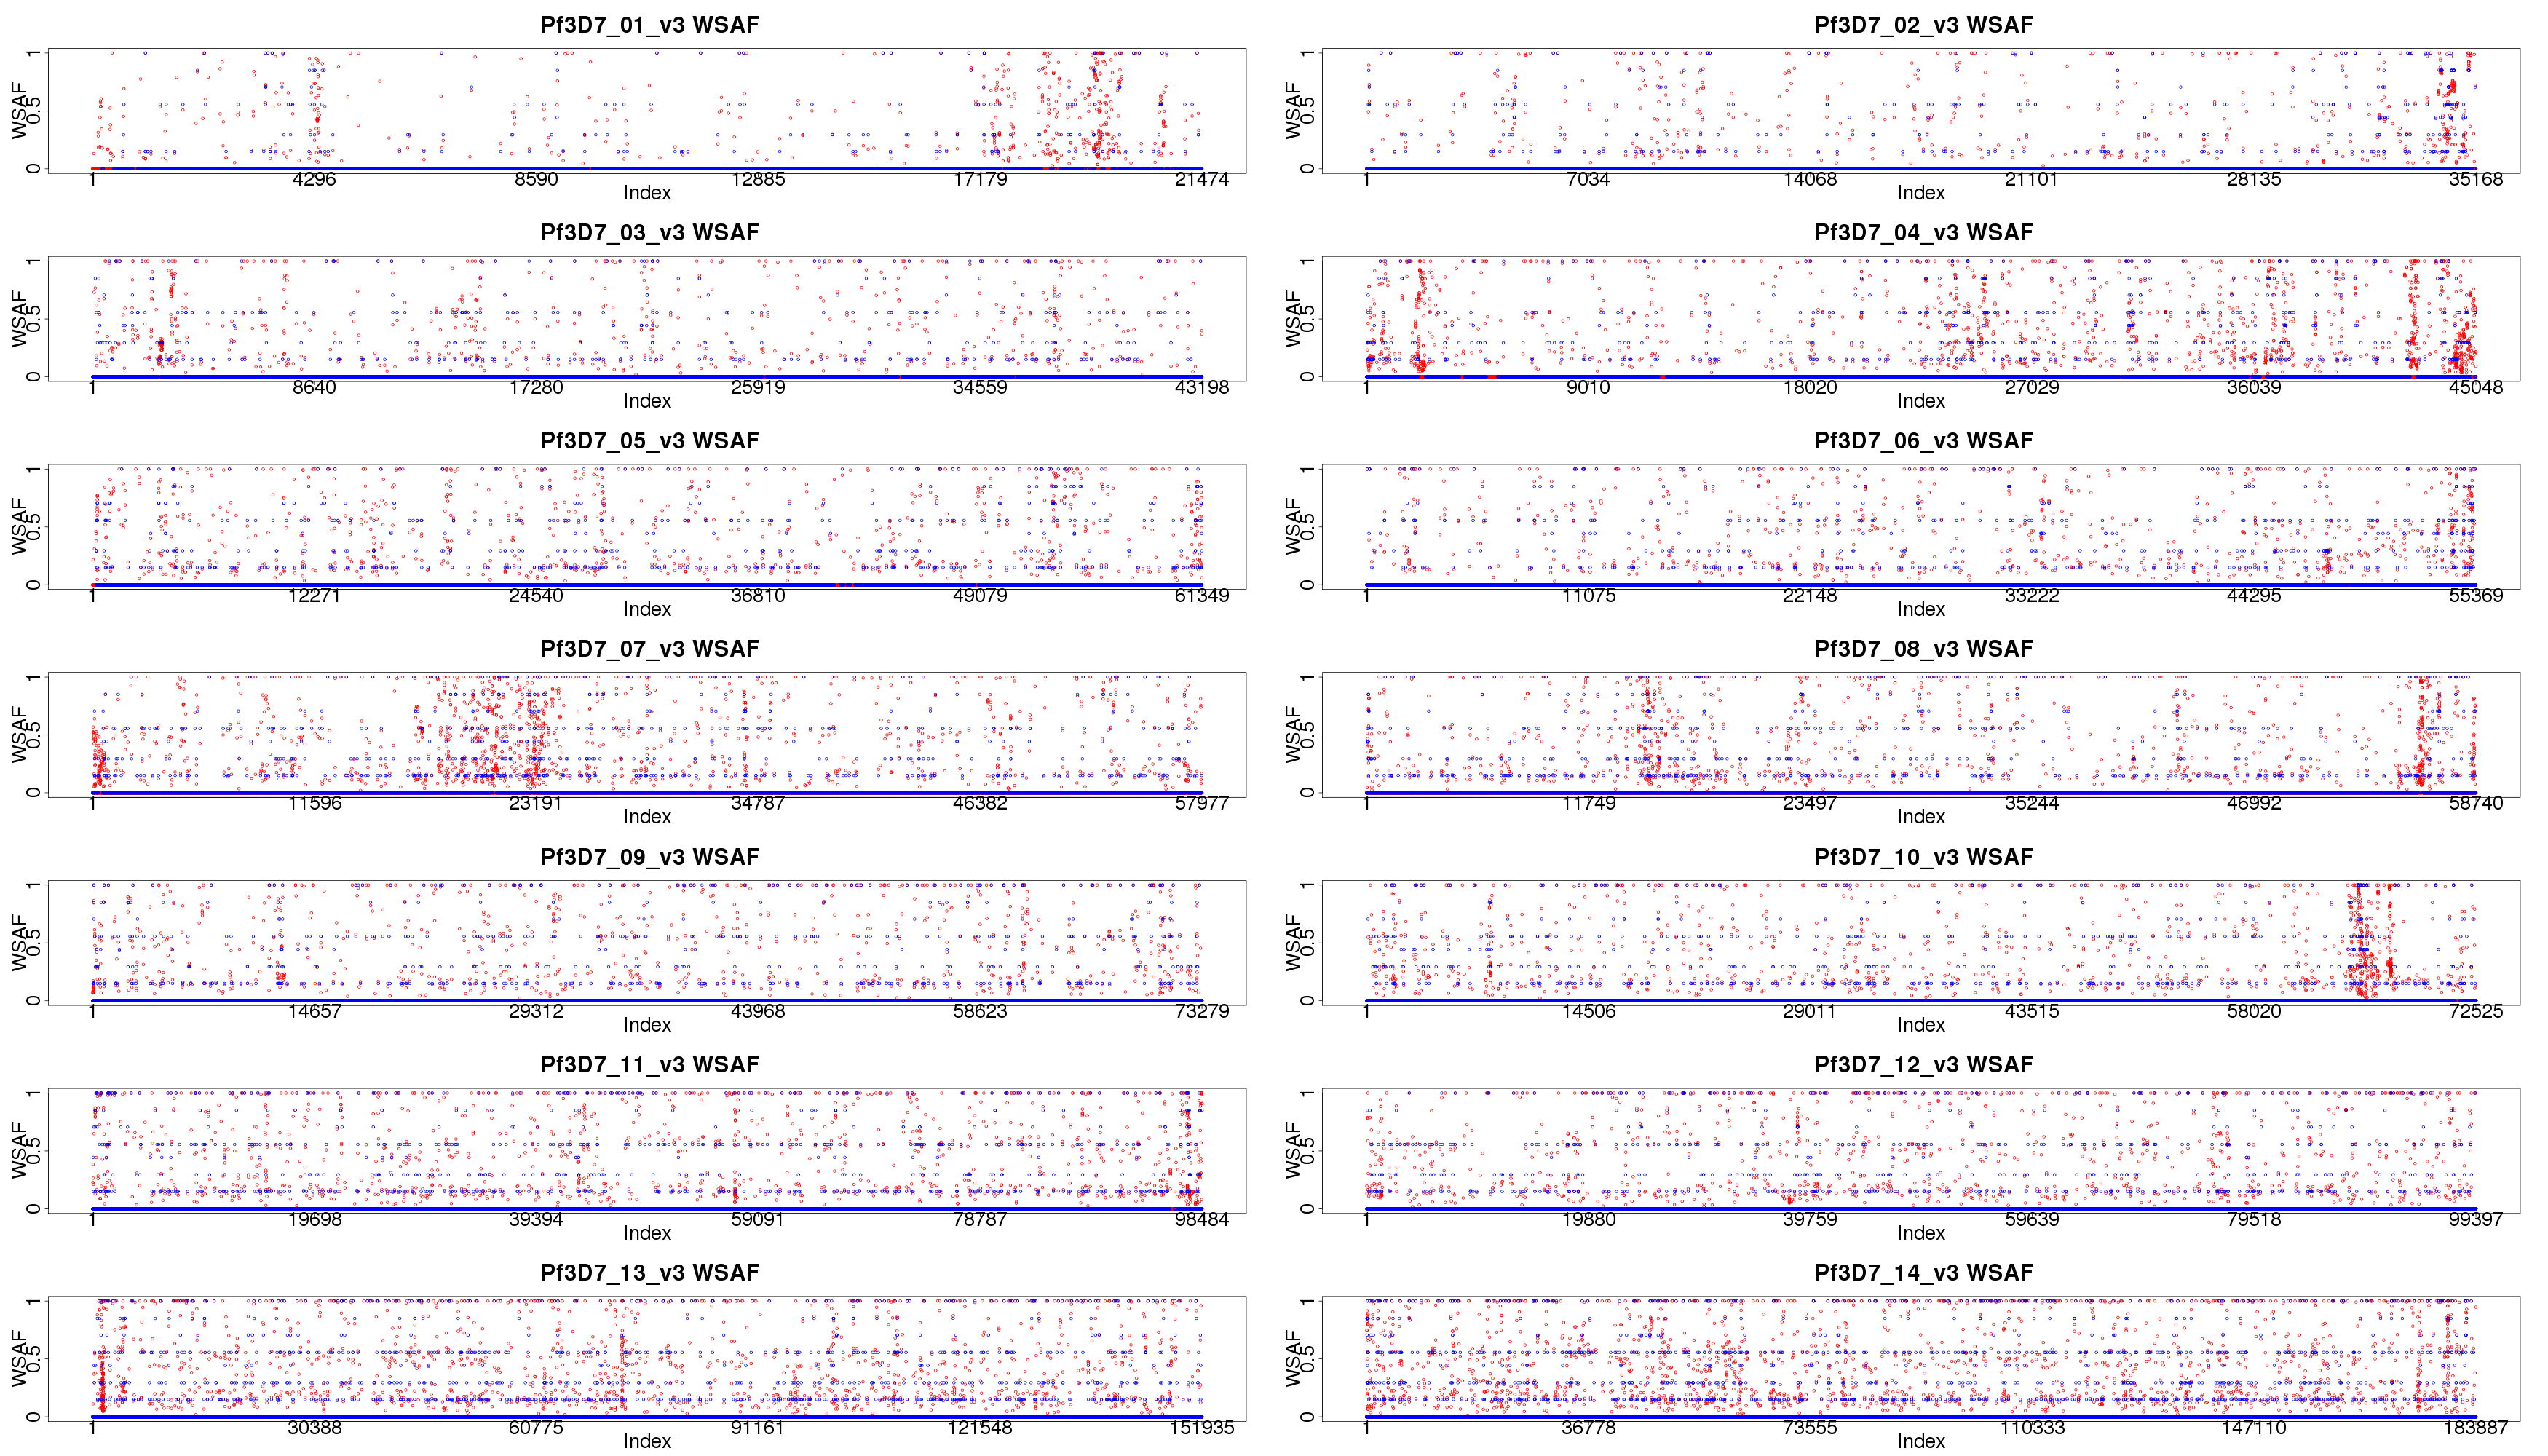 Pf3D7_01_v3 WSAF
WSAF
0 0.5 1
1 4296 8590 12885 17179 21474
Index
Pf3D7_02_v3 WSAF
WSAF
0 0.5 1
1 7034 14068 21101 28135 35168
Index
Pf3D7_03_v3 WSAF
WSAF
0 0.5 1
1 8640 17280 25919 34559 43198
Index
Pf3D7_04_v3 WSAF
WSAF
0 0.5 1
1 9010 18020 27029 36039 45048
Index
Pf3D7_05_v3 WSAF
WSAF
0 0.5 1
1 12271 24540 36810 49079 61349
Index
Pf3D7_06_v3 WSAF
WSAF
0 0.5 1
1 11075 22148 33222 44295 55369
Index
Pf3D7_07_v3 WSAF
WSAF
0 0.5 1
1 11596 23191 34787 46382 57977
Index
Pf3D7_08_v3 WSAF
WSAF
0 0.5 1
1 11749 23497 35244 46992 58740
Index
Pf3D7_09_v3 WSAF
WSAF
0 0.5 1
1 14657 29312 43968 58623 73279
Index
Pf3D7_10_v3 WSAF
WSAF
0 0.5 1
1 14506 29011 43515 58020 72525
Index
Pf3D7_11_v3 WSAF
WSAF
0 0.5 1
1 19698 39394 59091 78787 98484
Index
Pf3D7_12_v3 WSAF
WSAF
0 0.5 1
1 19880 39759 59639 79518 99397
Index
Pf3D7_13_v3 WSAF
WSAF
0 0.5 1
1 30388 60775 91161 121548 151935
Index
Pf3D7_14_v3 WSAF
WSAF
0 0.5 1
1 36778 73555 110333 147110 183887
Index